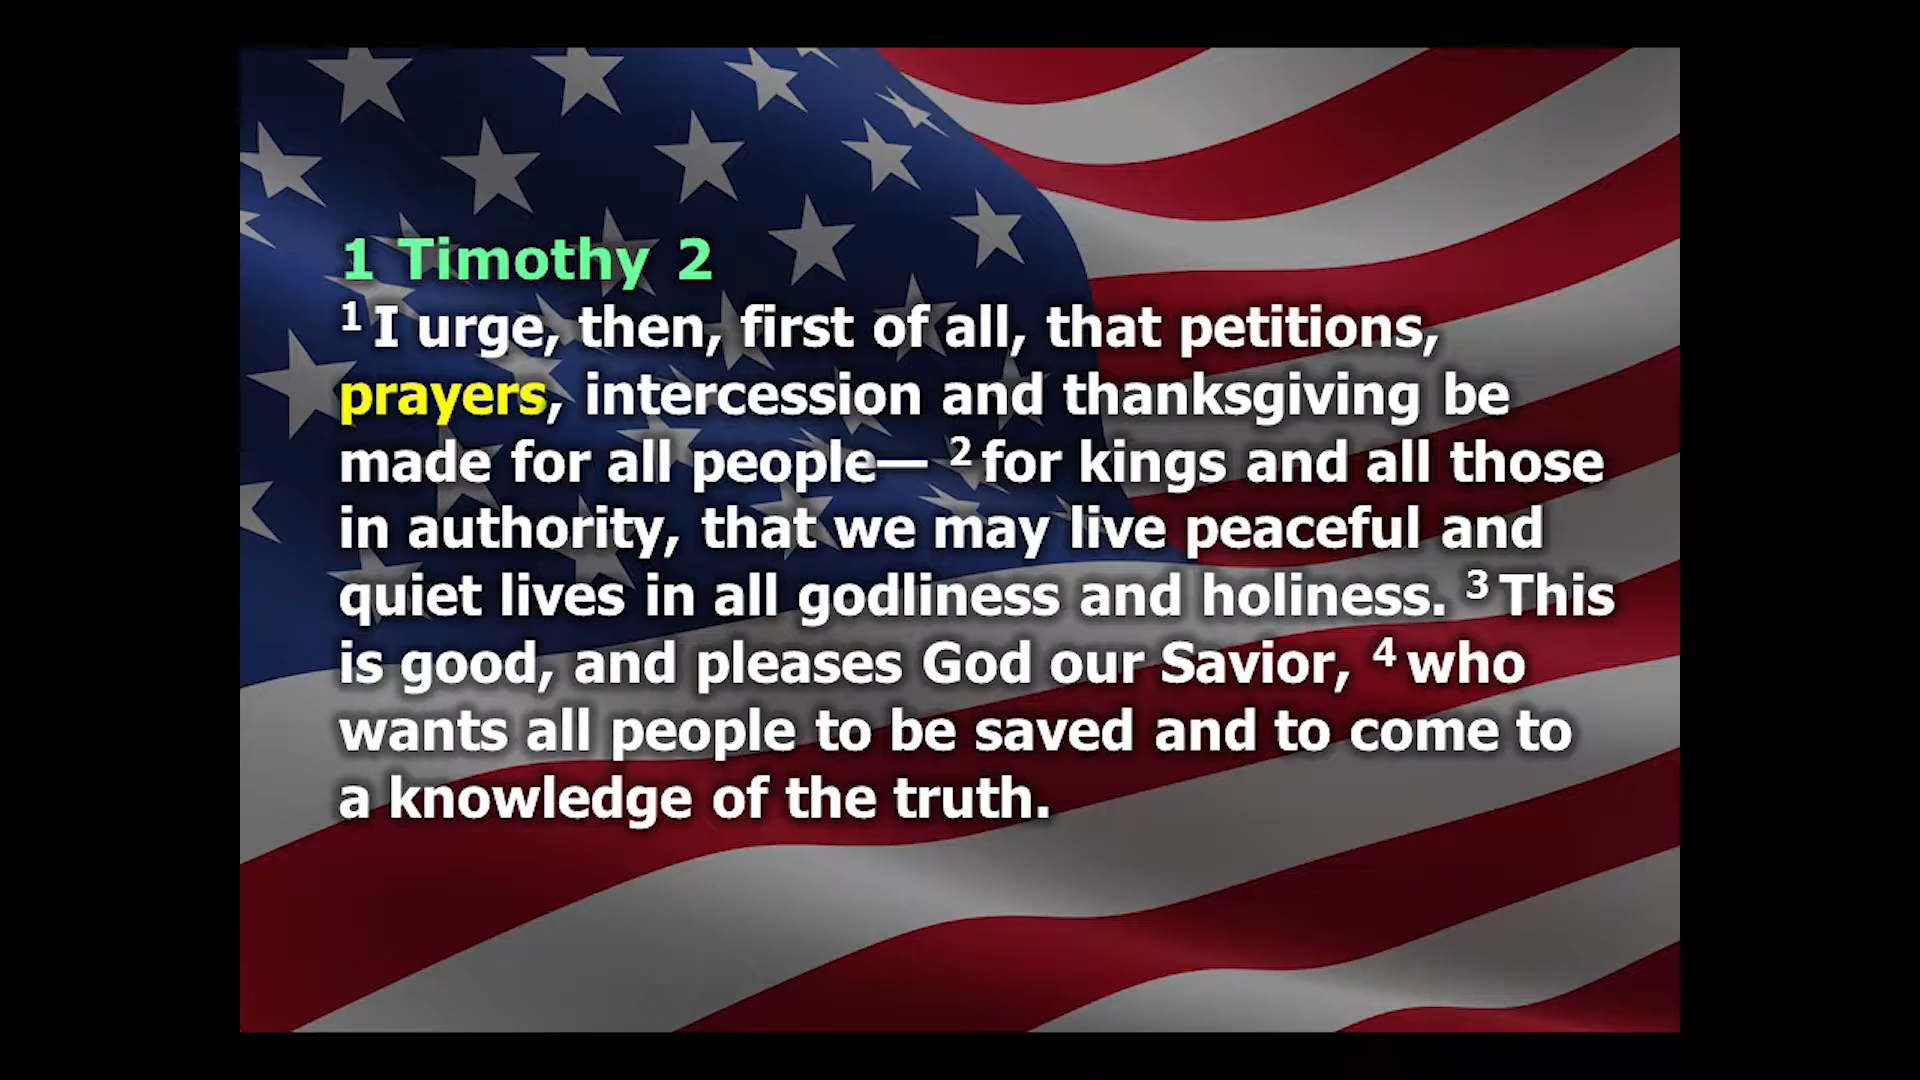 1 Timothy 2
1 I urge, then, first of all, that petitions,
prayers, intercession and thanksgiving be
made for all people— 2 for kings and all those
in authority, that we may live peaceful and
quiet lives in all godliness and holiness. 3 This
is good, and pleases God our Savior, 4 who
wants all people to be saved and to come to
a knowledge of the truth.